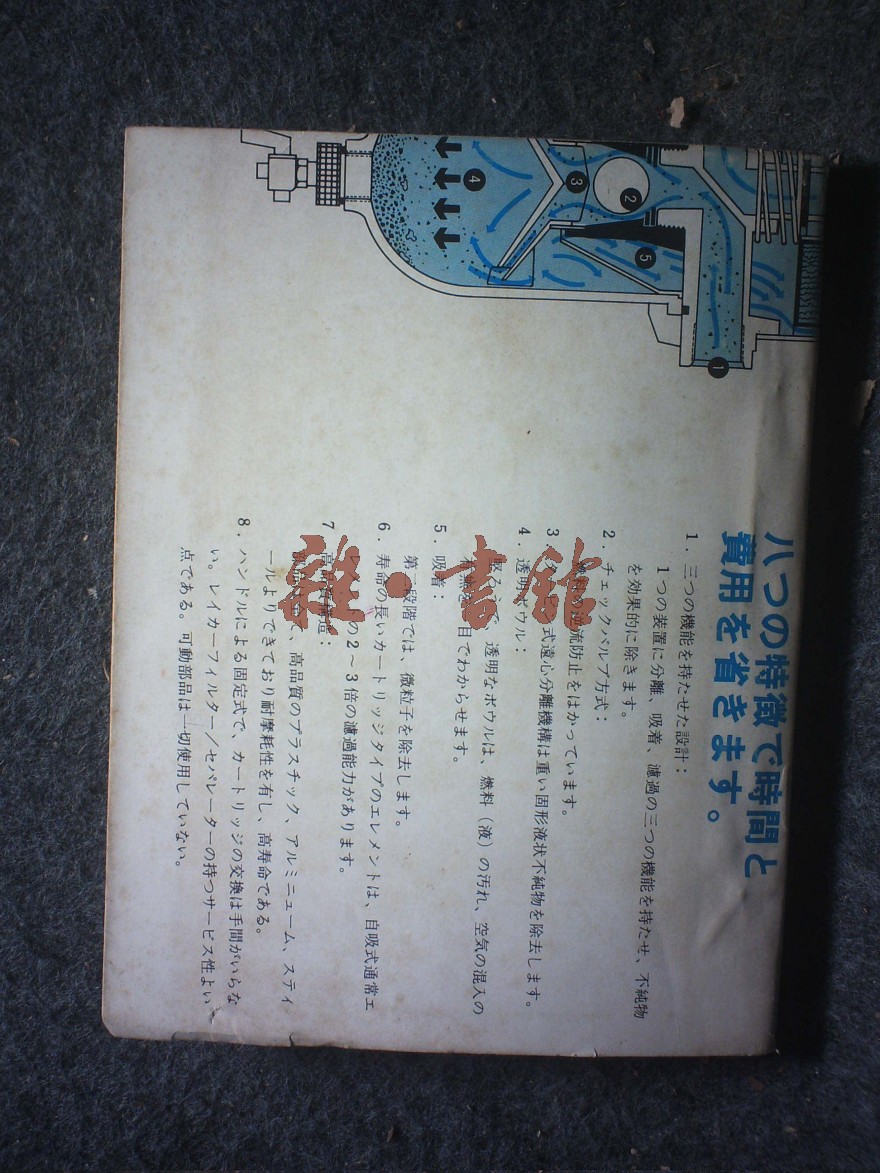 八つの特徴で時間と
費用を省きます。
1．三つの機能を持たせた設計：
1つの装置に分離、吸着、濾過の三つの機能を持たせ、不純物
を効果的に除きます。
2．チェックバルブ方式：
の逆流防止をはかっています。
3．式遠心分離機構は重い固形液状不純物を除去します。
4．透明ボウル：
透明なボウルは、燃料（液）の汚れ、空気の混入の
目でわからせます。
5．吸着：
第二段階では、微粒子を除去します。
6．寿命の長いカートリッジタイプのエレメントは、自吸式通常エ
の2～3倍の濾過能力があります。
7．高品質構造：
高品質のプラスチック、アルミニューム、スティ
ールよりできており耐摩耗性を有し、高寿命である。
8．ハンドルによる固定式で、カートリッジの交換は手間がいらな
い。レイカーフィルター／セパレーターの持つサービス性よい
点である。可動部品は一切使用していない。
1
2
3
4
5
雑・書館